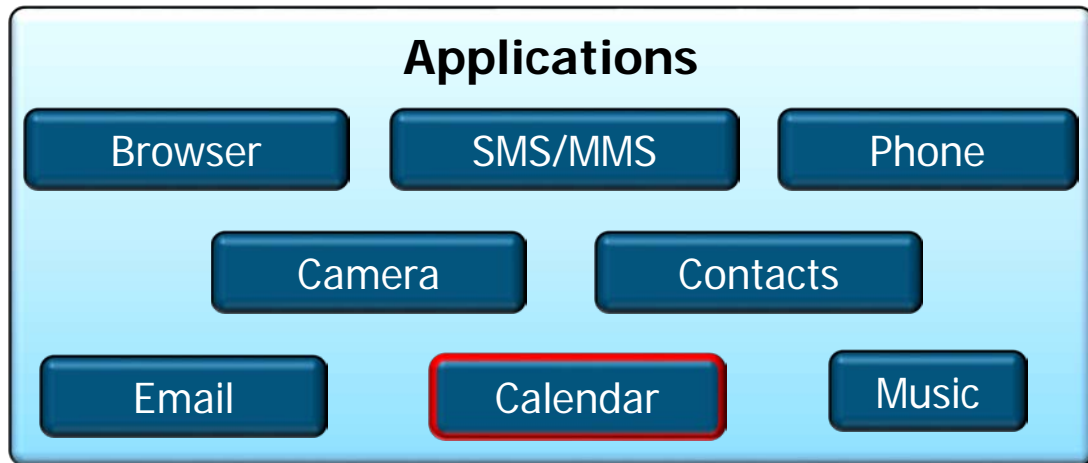 Applications
Browser SMS/MMS Phone
Camera Contacts
Email Calendar Music